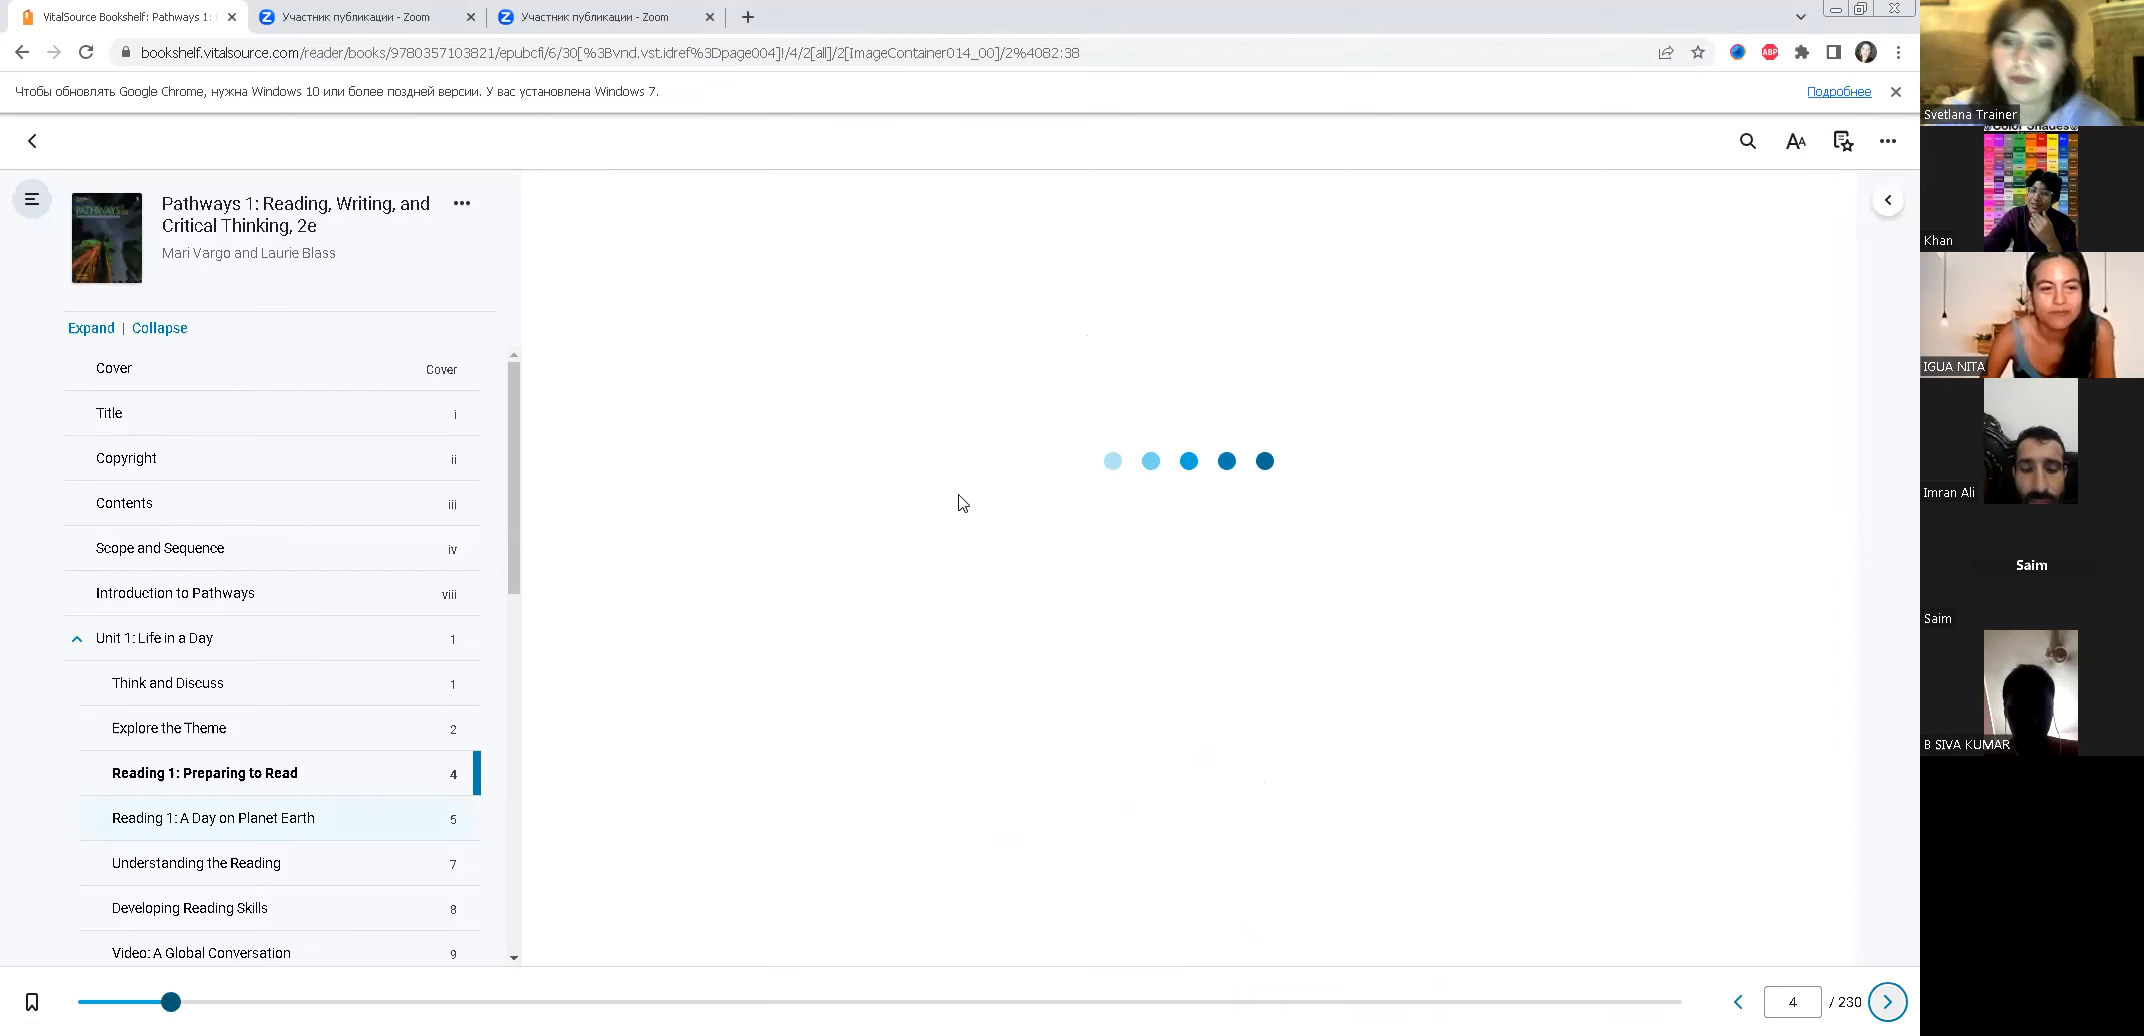 VitalSource Bookshelf: Pathways 1:
Участник публикации - Zoom
Участник публикации - Zoom
bookshelf.vitalsource.com/reader/books/9780357103821/epubcfi/6/30[%3Bvnd.vst.idref%3Dpage004]!/4/2[all]/2[ImageContainer014_00]/2%4082:38
ABP
Чтобы обновлять Google Chrome, нужна Windows 10 или более поздней версии. У вас установлена Windows 7.
Подробнее
PATHWAYS
Pathways 1: Reading, Writing, and
Critical Thinking, 2e
Mari Vargo and Laurie Blass
Expand | Collapse
Cover Cover
Title i
Copyright ii
Contents iii
Scope and Sequence iv
Introduction to Pathways viii
Unit 1: Life in a Day 1
Think and Discuss 1
Explore the Theme 2
Reading 1: Preparing to Read 4
Reading 1: A Day on Planet Earth 5
Understanding the Reading 7
Developing Reading Skills 8
Video: A Global Conversation 9
4 / 230
Svetlana Trainer
Color Shades
Khan
IGUA NITA
Imran Ali
Saim
Saim
B SIVA KUMAR